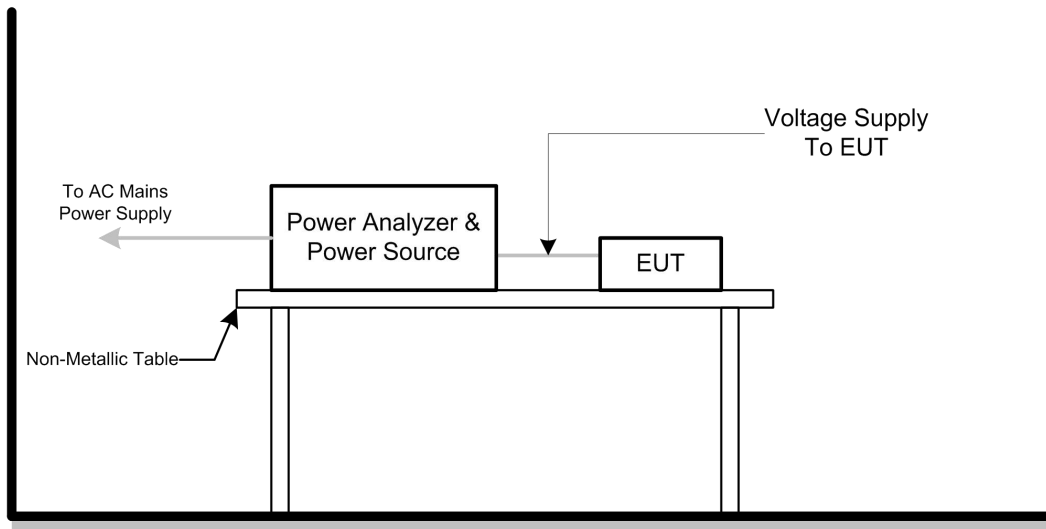 Voltage Supply
To EUT
To AC Mains
Power Supply
Power Analyzer &
Power Source
EUT
Non-Metallic Table